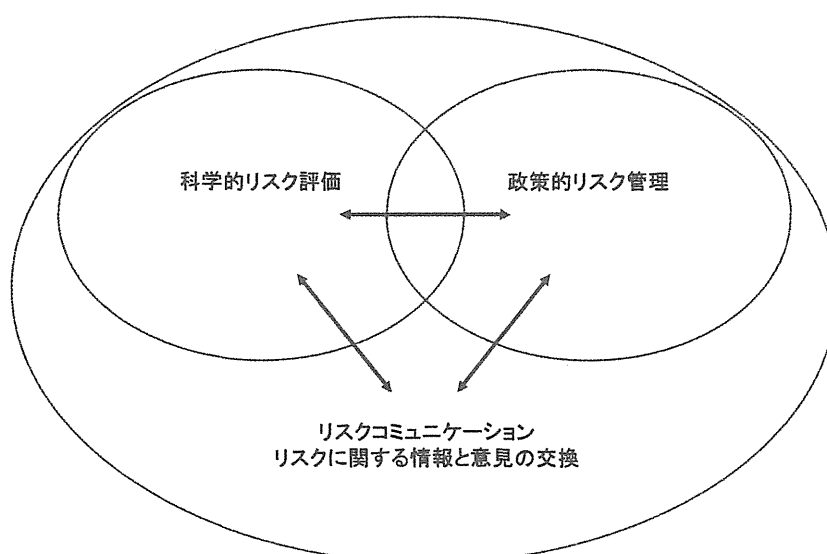 科学的リスク評価
政策的リスク管理
リスクコミュニケーション
リスクに関する情報と意見の交換